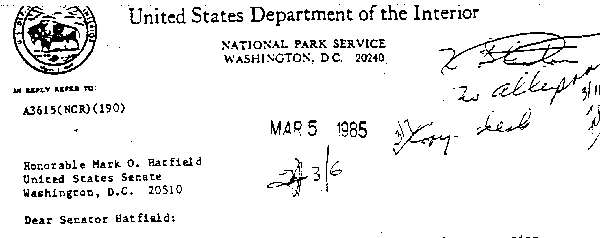 United States Department of the Interior
NATIONAL PARK SERVICE
WASHINGTON, D.C. 20240
IN REPLY REFER TO:
A3615(NCR)(190)
MAR 5 1985
3/6
Honorable Mark O. Hatfield
United States Senate
Washington, D.C. 20510
Dear Senator Hatfield: